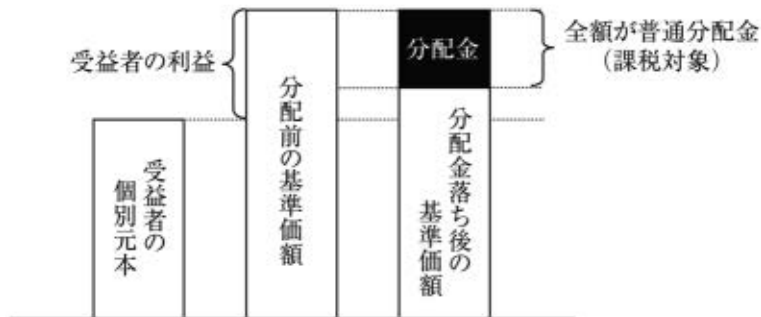 受益者の利益
分配金
全額が普通分配金
（課税対象）
受益者の
個別元本
分配前の基準価額
分配金落ち後の
基準価額